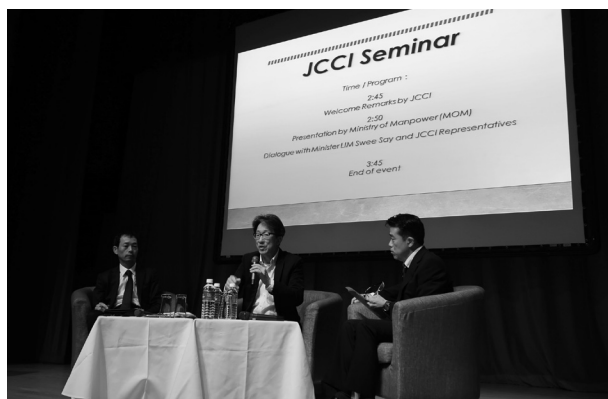 JCCI Seminar
Time / Program :
2:45
Welcome Remarks by JCCI
2:50
Presentation by Ministry of Manpower (MOM)
Dialogue with Minister LIM Swee Say and JCCI Representatives
3:45
End of event